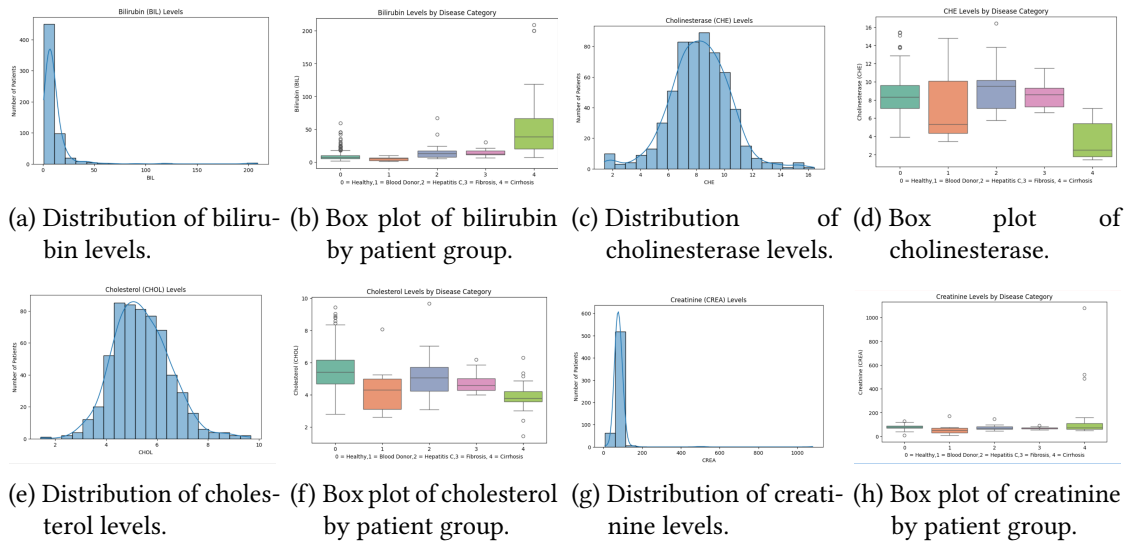 Bilirubin (BIL) Levels
Number of Patients
400
300
200
100
0
0
50
100
150
200
BIL
(a) Distribution of biliru-
bin levels.
Bilirubin Levels by Disease Category
Bilirubin (BIL)
200
150
100
50
0
0
1
2
3
4
0 = Healthy,1 = Blood Donor,2 = Hepatitis C,3 = Fibrosis, 4 = Cirrhosis
(b) Box plot of bilirubin
by patient group.
Cholinesterase (CHE) Levels
Number of Patients
80
60
40
20
0
2
4
6
8
10
12
14
16
CHE
(c) Distribution of
cholinesterase levels.
CHE Levels by Disease Category
Cholinesterase (CHE)
16
14
12
10
8
6
4
2
0
1
2
3
4
0 = Healthy,1 = Blood Donor,2 = Hepatitis C,3 = Fibrosis, 4 = Cirrhosis
(d) Box plot of
cholinesterase.
Cholesterol (CHOL) Levels
Number of Patients
80
60
40
20
0
2
4
6
8
10
CHOL
(e) Distribution of choles-
terol levels.
Cholesterol Levels by Disease Category
Cholesterol (CHOL)
10
8
6
4
2
0
1
2
3
4
0 = Healthy,1 = Blood Donor,2 = Hepatitis C,3 = Fibrosis, 4 = Cirrhosis
(f) Box plot of cholesterol
by patient group.
Creatinine (CREA) Levels
Number of Patients
600
500
400
300
200
100
0
0
200
400
600
800
1000
CREA
(g) Distribution of creati-
nine levels.
Creatinine Levels by Disease Category
Creatinine (CREA)
1000
800
600
400
200
0
0
1
2
3
4
0 = Healthy,1 = Blood Donor,2 = Hepatitis C,3 = Fibrosis, 4 = Cirrhosis
(h) Box plot of creatinine
by patient group.